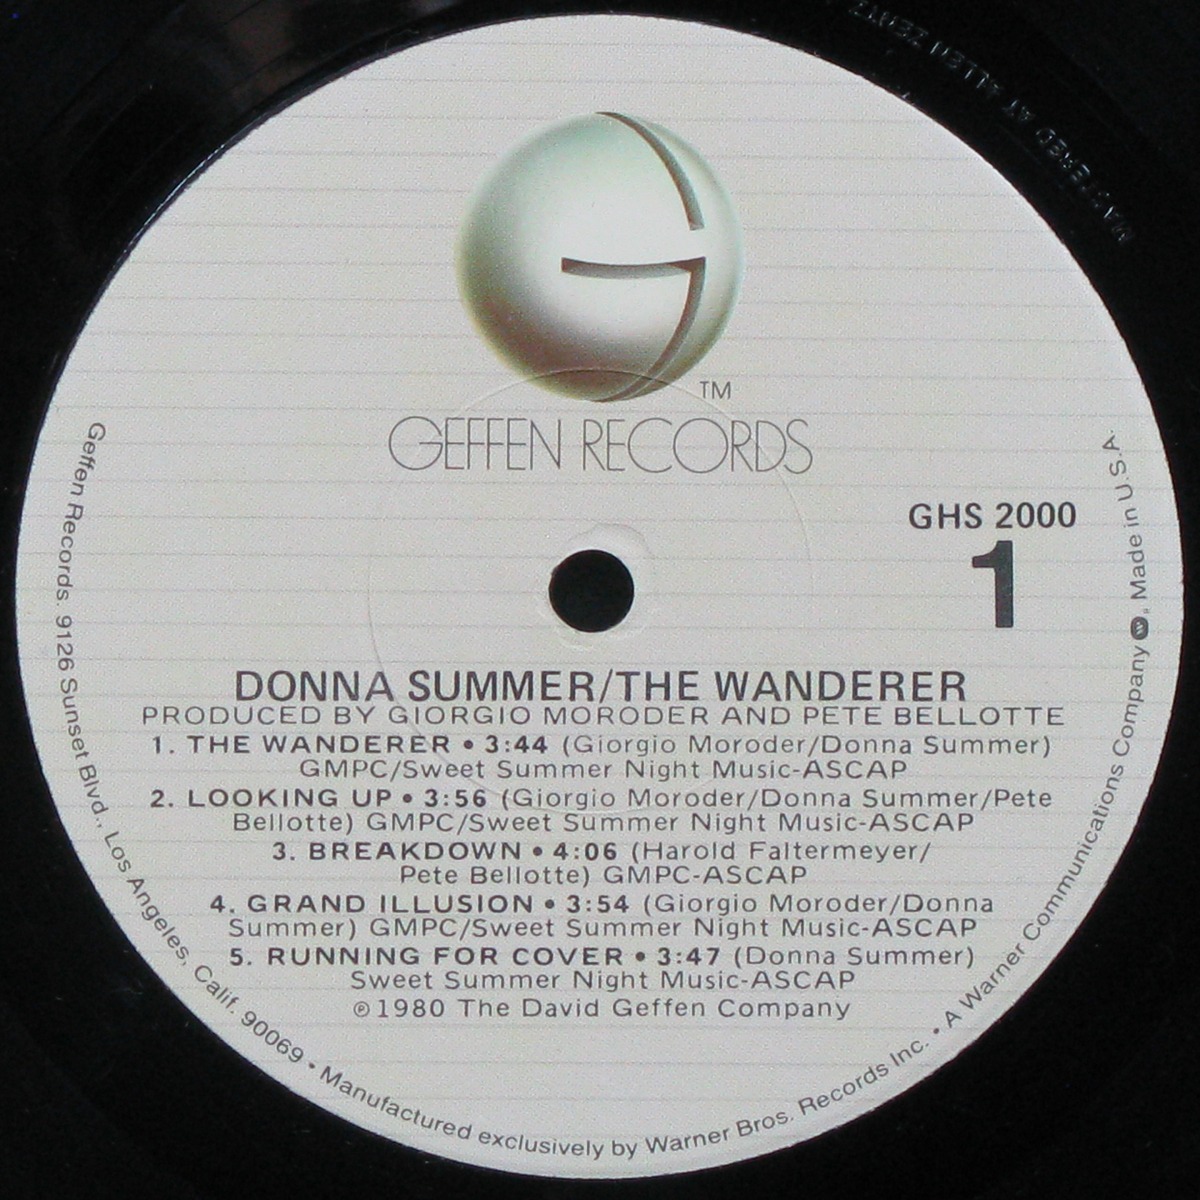 MASTERED AT ALLEN ZENTZ
TM
GEFFEN RECORDS
GHS 2000
1
DONNA SUMMER/THE WANDERER
PRODUCED BY GIORGIO MORODER AND PETE BELLOTTE
1. THE WANDERER • 3:44 (Giorgio Moroder/Donna Summer)
GMPC/Sweet Summer Night Music-ASCAP
2. LOOKING UP • 3:56 (Giorgio Moroder/Donna Summer/Pete
Bellotte) GMPC/Sweet Summer Night Music-ASCAP
3. BREAKDOWN • 4:06 (Harold Faltermeyer/
Pete Bellotte) GMPC-ASCAP
4. GRAND ILLUSION • 3:54 (Giorgio Moroder/Donna
Summer) GMPC/Sweet Summer Night Music-ASCAP
5. RUNNING FOR COVER • 3:47 (Donna Summer)
Sweet Summer Night Music-ASCAP
℗1980 The David Geffen Company
Geffen Records. 9126 Sunset Blvd., Los Angeles, Calif. 90069 • Manufactured exclusively by Warner Bros. Records Inc. • A Warner Communications Company W. Made in U.S.A.